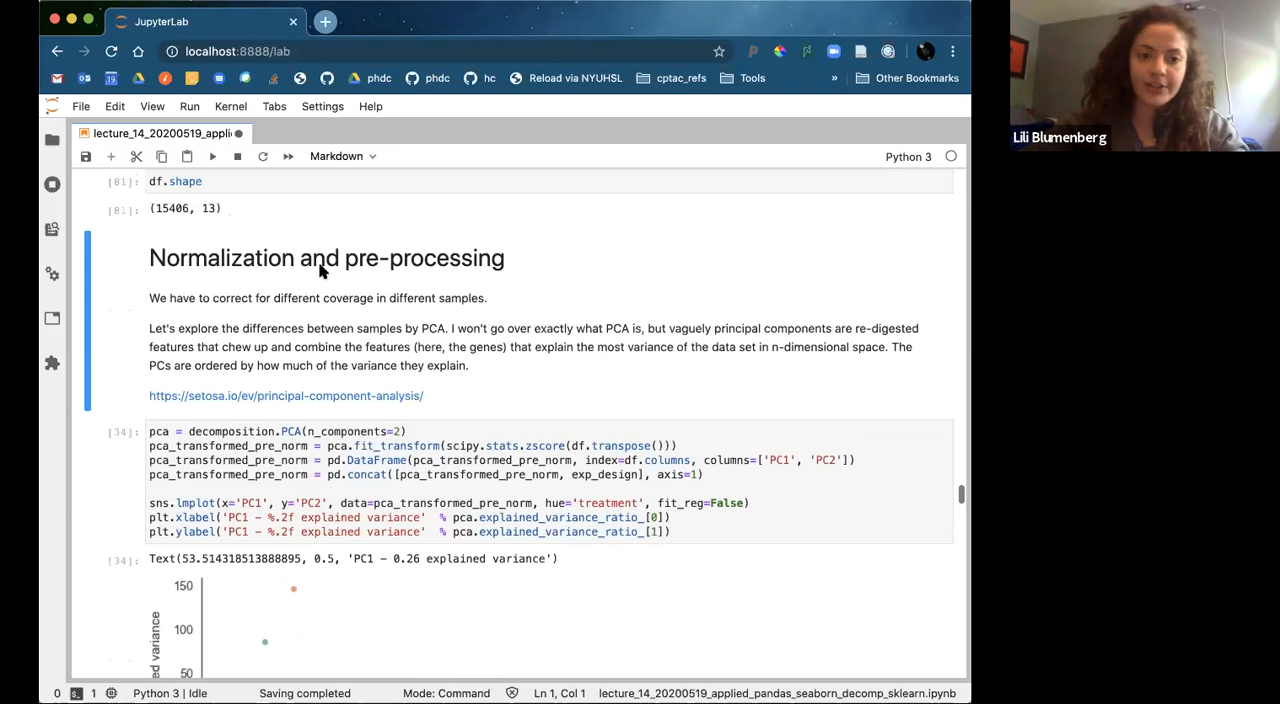 JupyterLab
localhost:8888/lab
phdc
phdc
hc
Reload via NYUHSL
cptac_refs
Tools
»
Other Bookmarks
File Edit View Run Kernel Tabs Settings Help
lecture_14_20200519_appli
Markdown
Python 3
[81]: df.shape
[81]: (15406, 13)
Normalization and pre-processing
We have to correct for different coverage in different samples.
Let's explore the differences between samples by PCA. I won't go over exactly what PCA is, but vaguely principal components are re-digested
features that chew up and combine the features (here, the genes) that explain the most variance of the data set in n-dimensional space. The
PCs are ordered by how much of the variance they explain.
https://setosa.io/ev/principal-component-analysis/
[34]: pca = decomposition.PCA(n_components=2)
pca_transformed_pre_norm = pca.fit_transform(scipy.stats.zscore(df.transpose()))
pca_transformed_pre_norm = pd.DataFrame(pca_transformed_pre_norm, index=df.columns, columns=['PC1', 'PC2'])
pca_transformed_pre_norm = pd.concat([pca_transformed_pre_norm, exp_design], axis=1)
sns.lmplot(x='PC1', y='PC2', data=pca_transformed_pre_norm, hue='treatment', fit_reg=False)
plt.xlabel('PC1 - %.2f explained variance' % pca.explained_variance_ratio_[0])
plt.ylabel('PC1 - %.2f explained variance' % pca.explained_variance_ratio_[1])
[34]: Text(53.514318513888895, 0.5, 'PC1 - 0.26 explained variance')
150
100
50
ed variance
0 1 Python 3 | Idle Saving completed Mode: Command Ln 1, Col 1 lecture_14_20200519_applied_pandas_seaborn_decomp_sklearn.ipynb
Lili Blumenberg